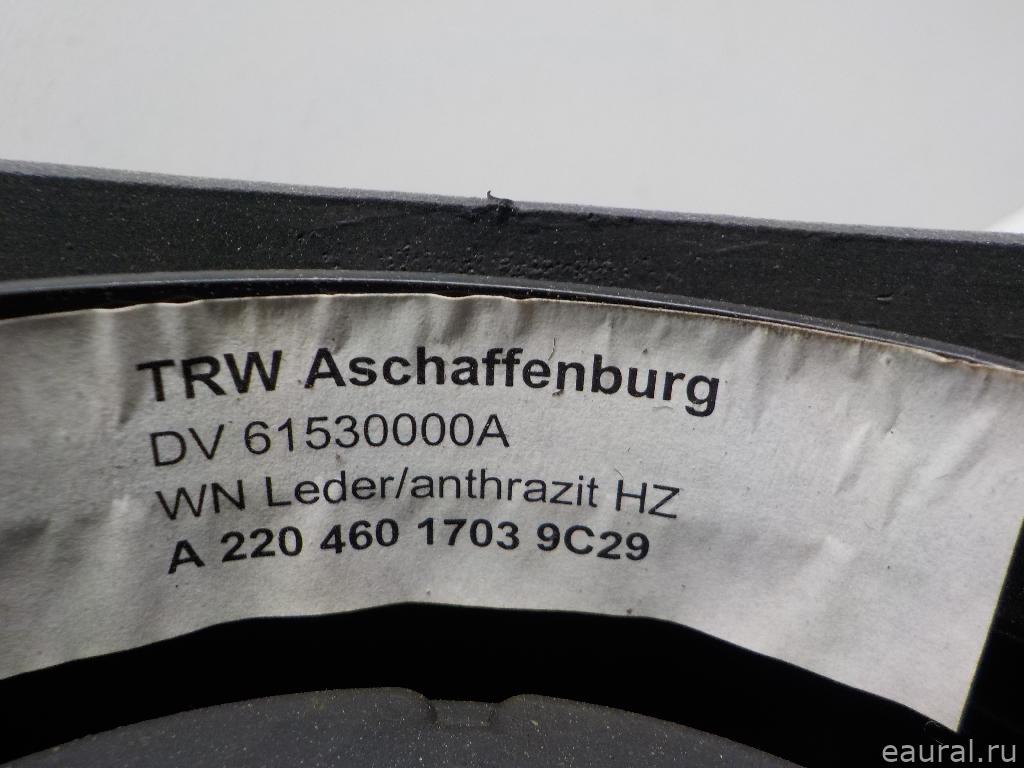 TRW Aschaffenburg
DV 61530000A
WN Leder/anthrazit HZ
A 220 460 1703 9C29
eaural.ru